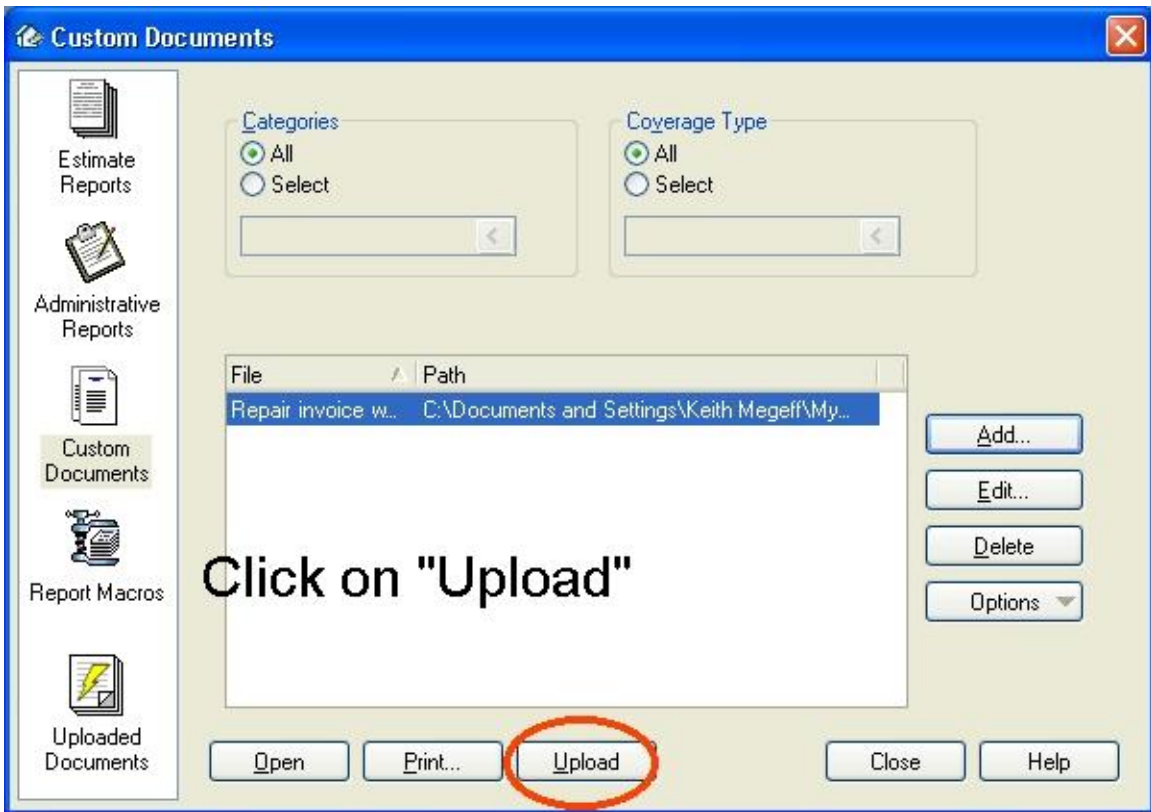 Custom Documents
Estimate
Reports
Administrative
Reports
Custom
Documents
Report Macros
Uploaded
Documents
Categories
All
Select
Coverage Type
All
Select
File Path
Repair invoice w... C:\Documents and Settings\Keith Megeff\My...
Click on "Upload"
Add...
Edit...
Delete
Options
Open Print... Upload Close Help